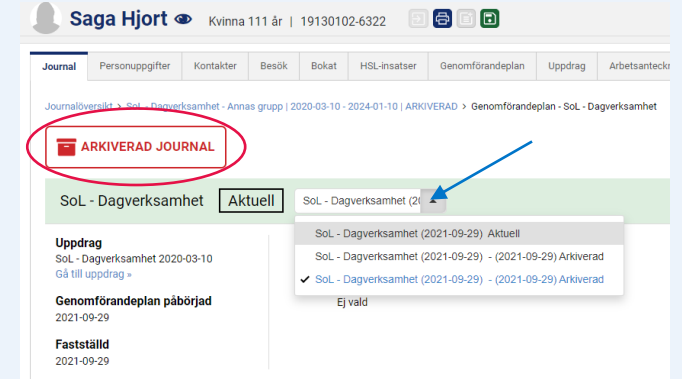 Saga Hjort Kvinna 111 år | 19130102-6322
Journal Personuppgifter Kontakter Besök Bokat HSL-insatser Genomförandeplan Uppdrag Arbetsanteckn
Journalöversikt > SoL - Dagverksamhet - Annas grupp | 2020-03-10 - 2024-01-10 | ARKIVERAD > Genomförandeplan - SoL - Dagverksamhet
ARKIVERAD JOURNAL
SoL - Dagverksamhet Aktuell SoL - Dagverksamhet (20
SoL - Dagverksamhet (2021-09-29) Aktuell
SoL - Dagverksamhet (2021-09-29) - (2021-09-29) Arkiverad
SoL - Dagverksamhet (2021-09-29) - (2021-09-29) Arkiverad
Ej vald
Uppdrag
SoL - Dagverksamhet 2020-03-10
Gå till uppdrag »
Genomförandeplan påbörjad
2021-09-29
Fastställd
2021-09-29